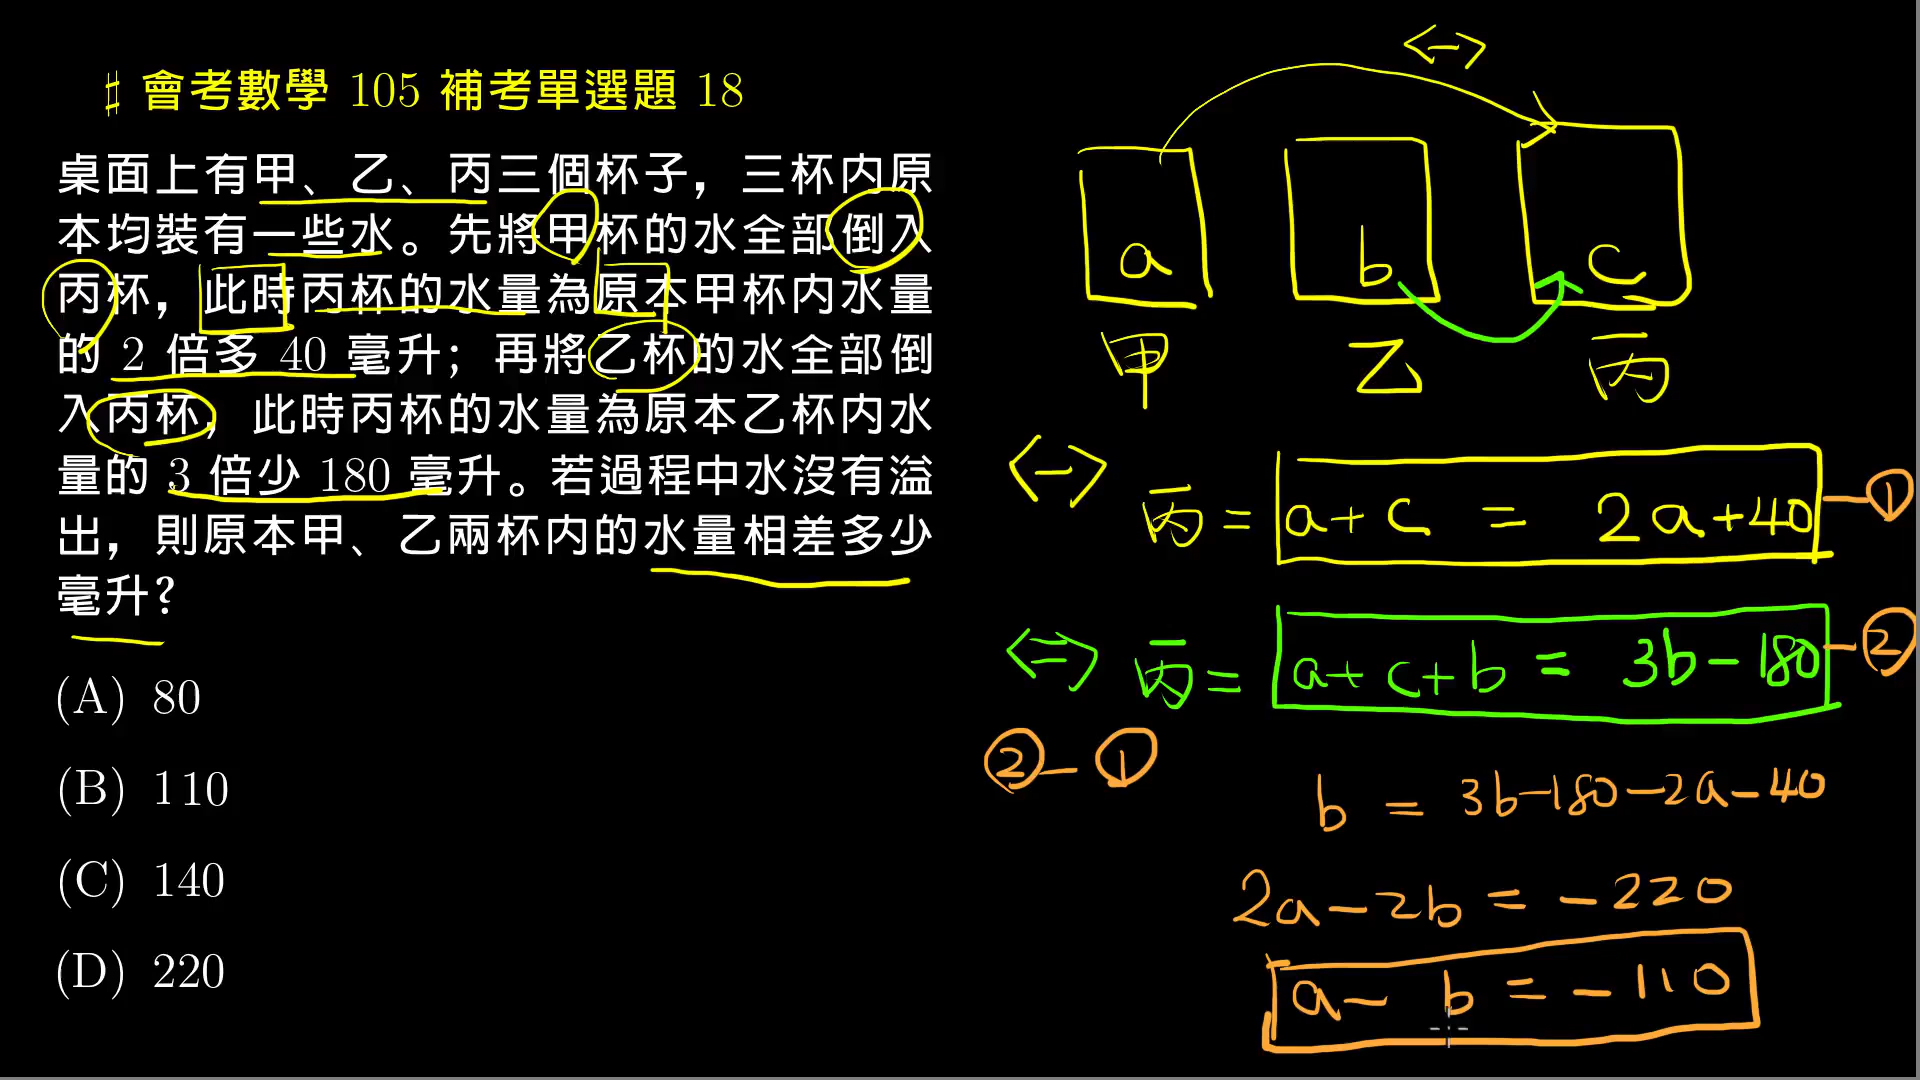 ♯ 會考數學 105 補考單選題 18
桌面上有甲、乙、丙三個杯子，三杯內原
本均裝有一些水。先將甲杯的水全部倒入
丙杯，此時丙杯的水量為原本甲杯內水量
的 2 倍多 40 毫升；再將乙杯的水全部倒
入丙杯，此時丙杯的水量為原本乙杯內水
量的 3 倍少 180 毫升。若過程中水沒有溢
出，則原本甲、乙兩杯內的水量相差多少
毫升？
(A) 80
(B) 110
(C) 140
(D) 220
<一>
a b c
甲 乙 丙
<一> 丙 = a+c = 2a+40 — ①
<二> 丙 = a+c+b = 3b-180 — ②
② - ①
b = 3b-180-2a-40
2a-2b = -220
a- b = -110